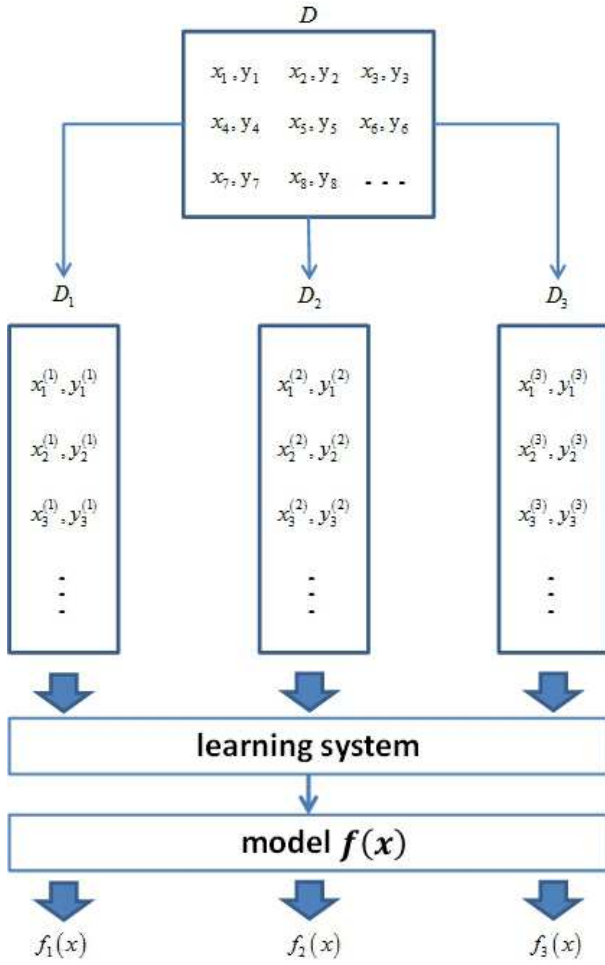 D
x₁, y₁ x₂, y₂ x₃, y₃
x₄, y₄ x₅, y₅ x₆, y₆
x₇, y₇ x₈, y₈ - - -
D₁ D₂ D₃
x₁⁽¹⁾, y₁⁽¹⁾ x₁⁽²⁾, y₁⁽²⁾ x₁⁽³⁾, y₁⁽³⁾
x₂⁽¹⁾, y₂⁽¹⁾ x₂⁽²⁾, y₂⁽²⁾ x₂⁽³⁾, y₂⁽³⁾
x₃⁽¹⁾, y₃⁽¹⁾ x₃⁽²⁾, y₃⁽²⁾ x₃⁽³⁾, y₃⁽³⁾
⋮ ⋮ ⋮
learning system
model f(x)
f₁(x) f₂(x) f₃(x)